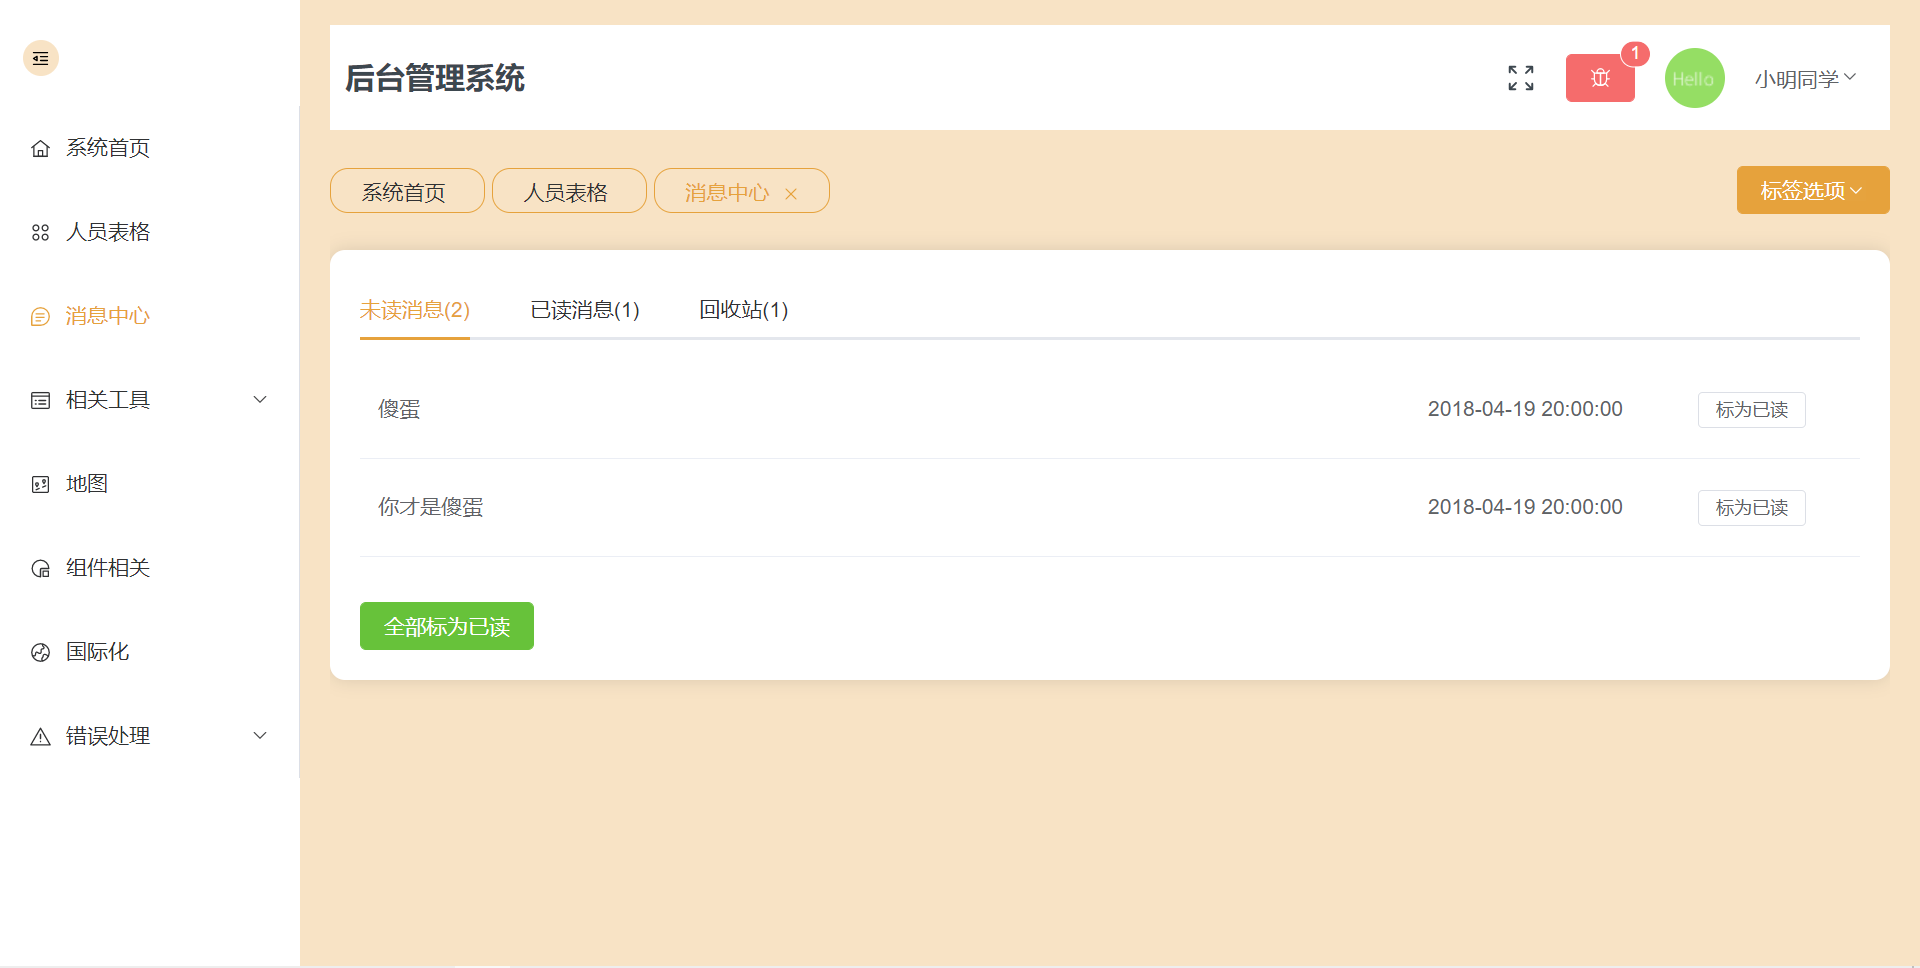 后台管理系统
1
Hello
小明同学
系统首页
人员表格
消息中心
相关工具
地图
组件相关
国际化
错误处理
系统首页 人员表格 消息中心
标签选项
未读消息(2) 已读消息(1) 回收站(1)
傻蛋 2018-04-19 20:00:00 标为已读
你才是傻蛋 2018-04-19 20:00:00 标为已读
全部标为已读